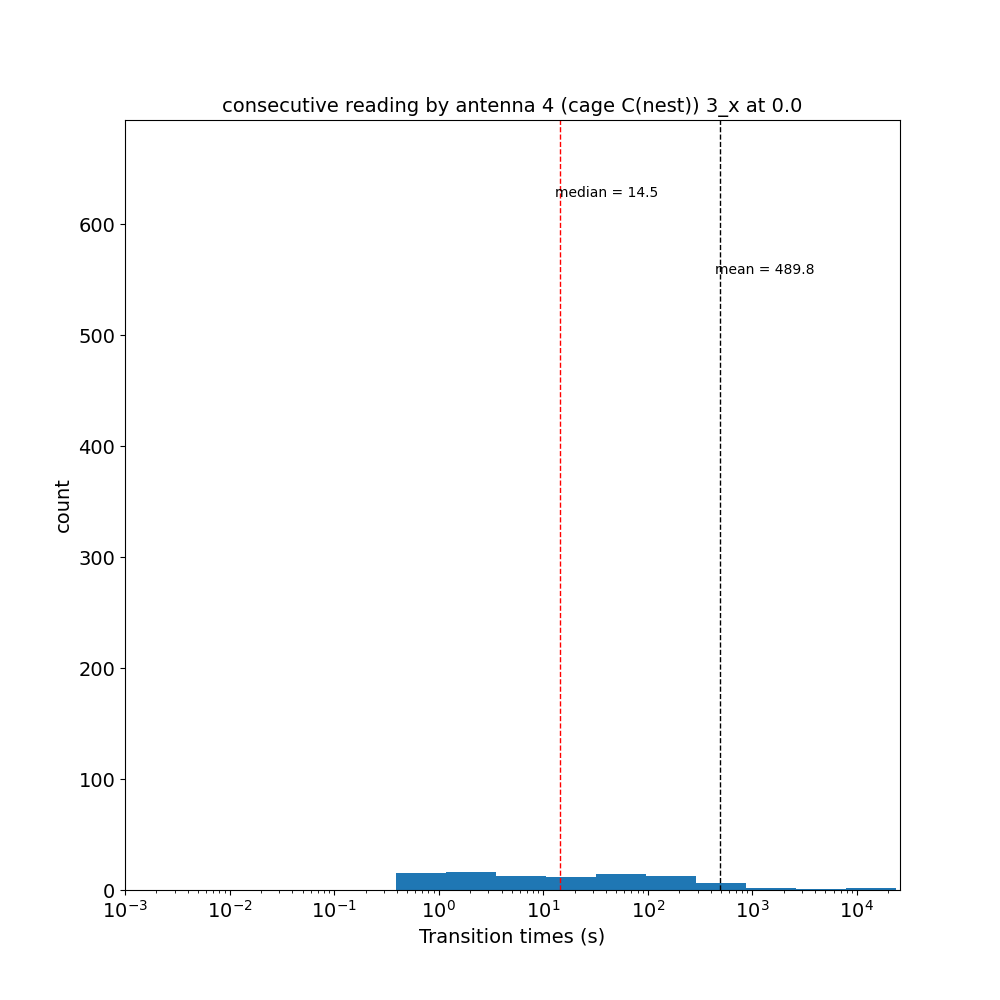 consecutive reading by antenna 4 (cage C(nest)) 3_x at 0.0
median = 14.5
mean = 489.8
600
500
400
300
200
100
0
count
10⁻³ 10⁻² 10⁻¹ 10⁰ 10¹ 10² 10³ 10⁴
Transition times (s)